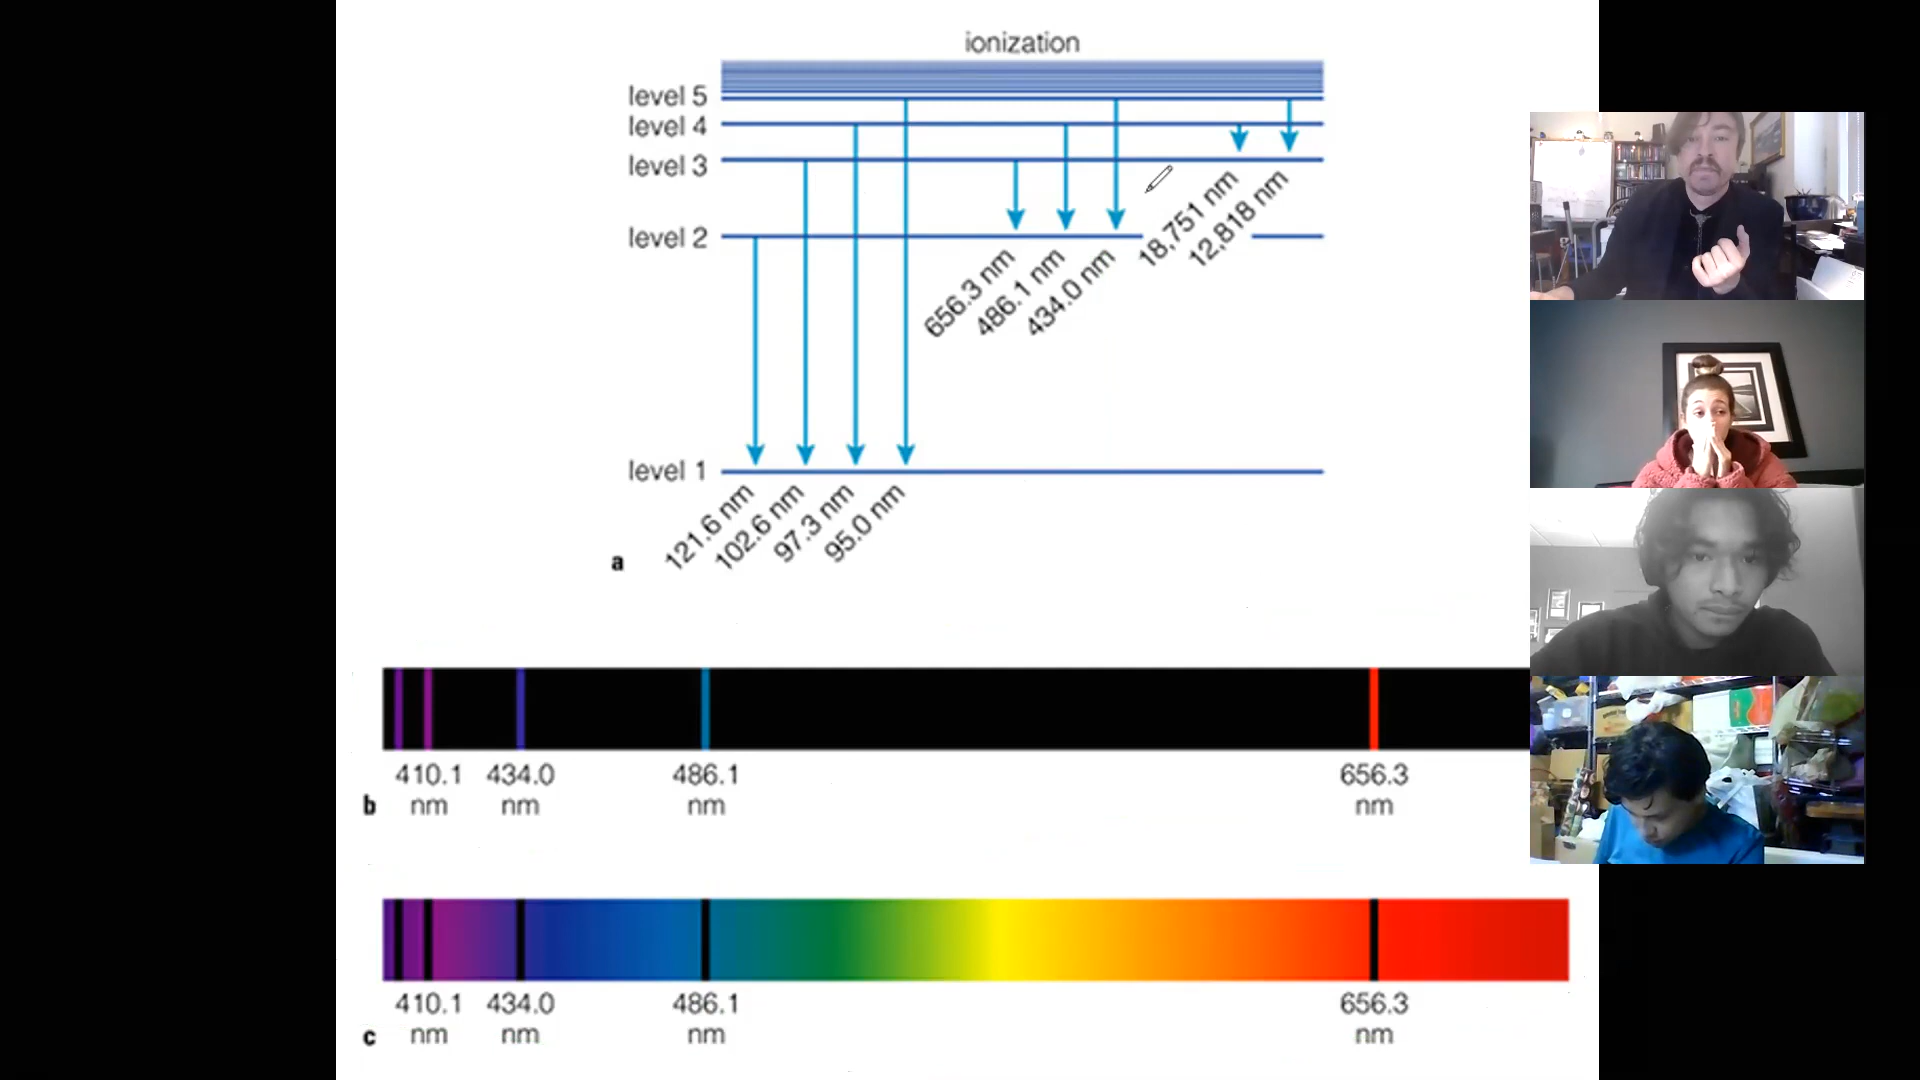 ionization
level 5
level 4
level 3
level 2
level 1
18,751 nm
12,818 nm
656.3 nm
486.1 nm
434.0 nm
121.6 nm
102.6 nm
97.3 nm
95.0 nm
a
410.1 nm
434.0 nm
486.1 nm
656.3 nm
b
410.1 nm
434.0 nm
486.1 nm
656.3 nm
c